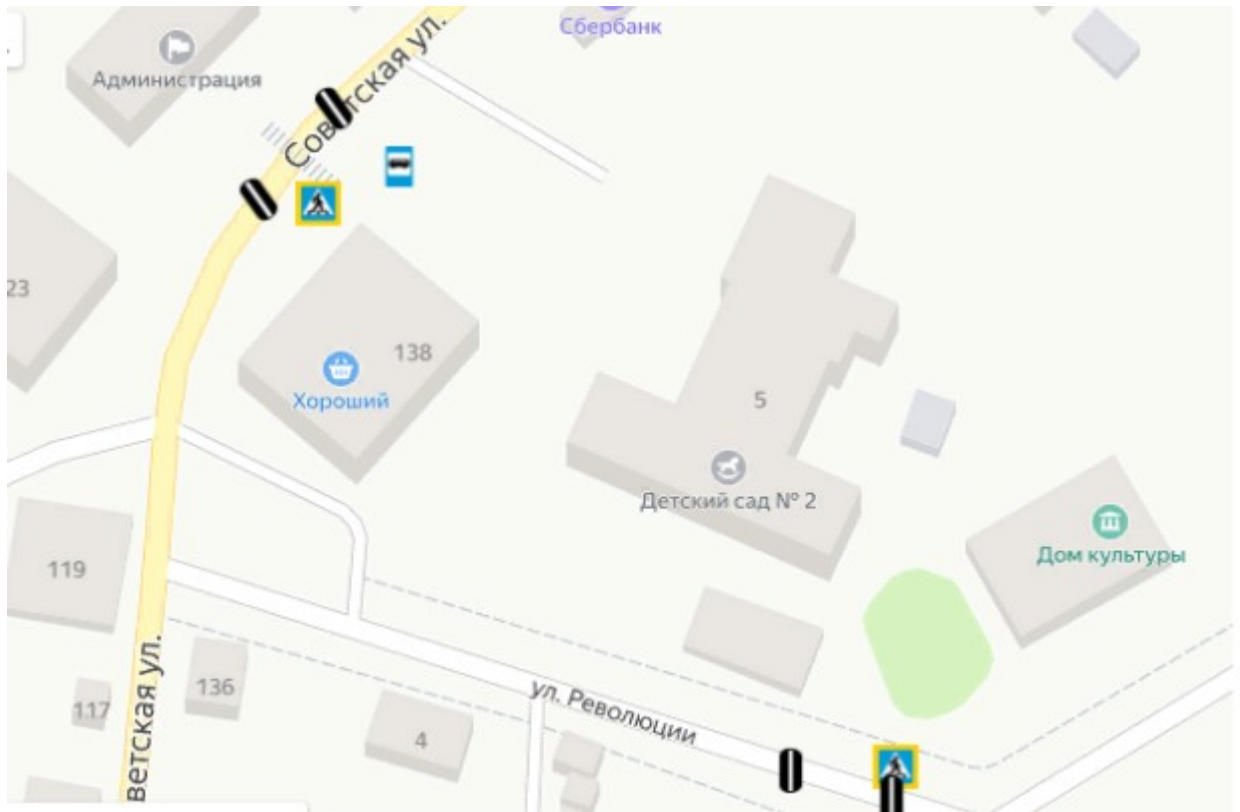 Сбербанк
Администрация
Советская ул.
23
138
Хороший
5
Детский сад № 2
Дом культуры
119
136
117
ветская ул.
ул. Революции
4